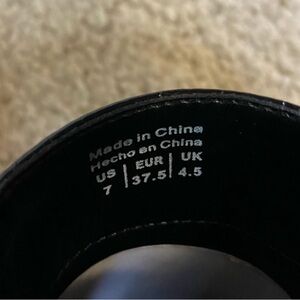 Made in China
Hecho en China
US | EUR | UK
7 | 37.5 | 4.5